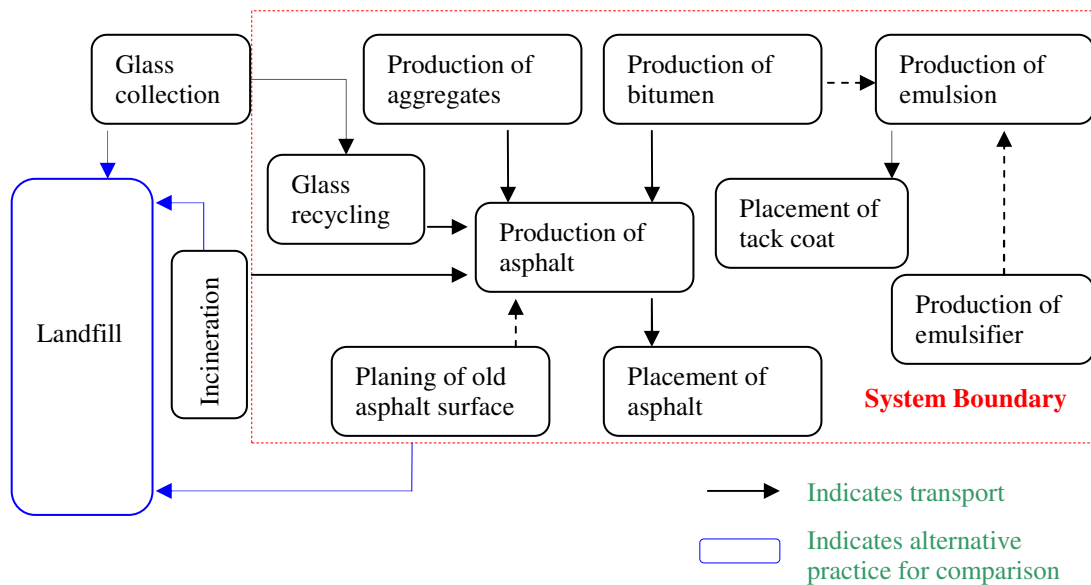 Glass
collection
Production of
aggregates
Production of
bitumen
Production of
emulsion
Glass
recycling
Production of
asphalt
Placement of
tack coat
Landfill
Incineration
Planing of old
asphalt surface
Placement of
asphalt
Production of
emulsifier
System Boundary
Indicates transport
Indicates alternative
practice for comparison